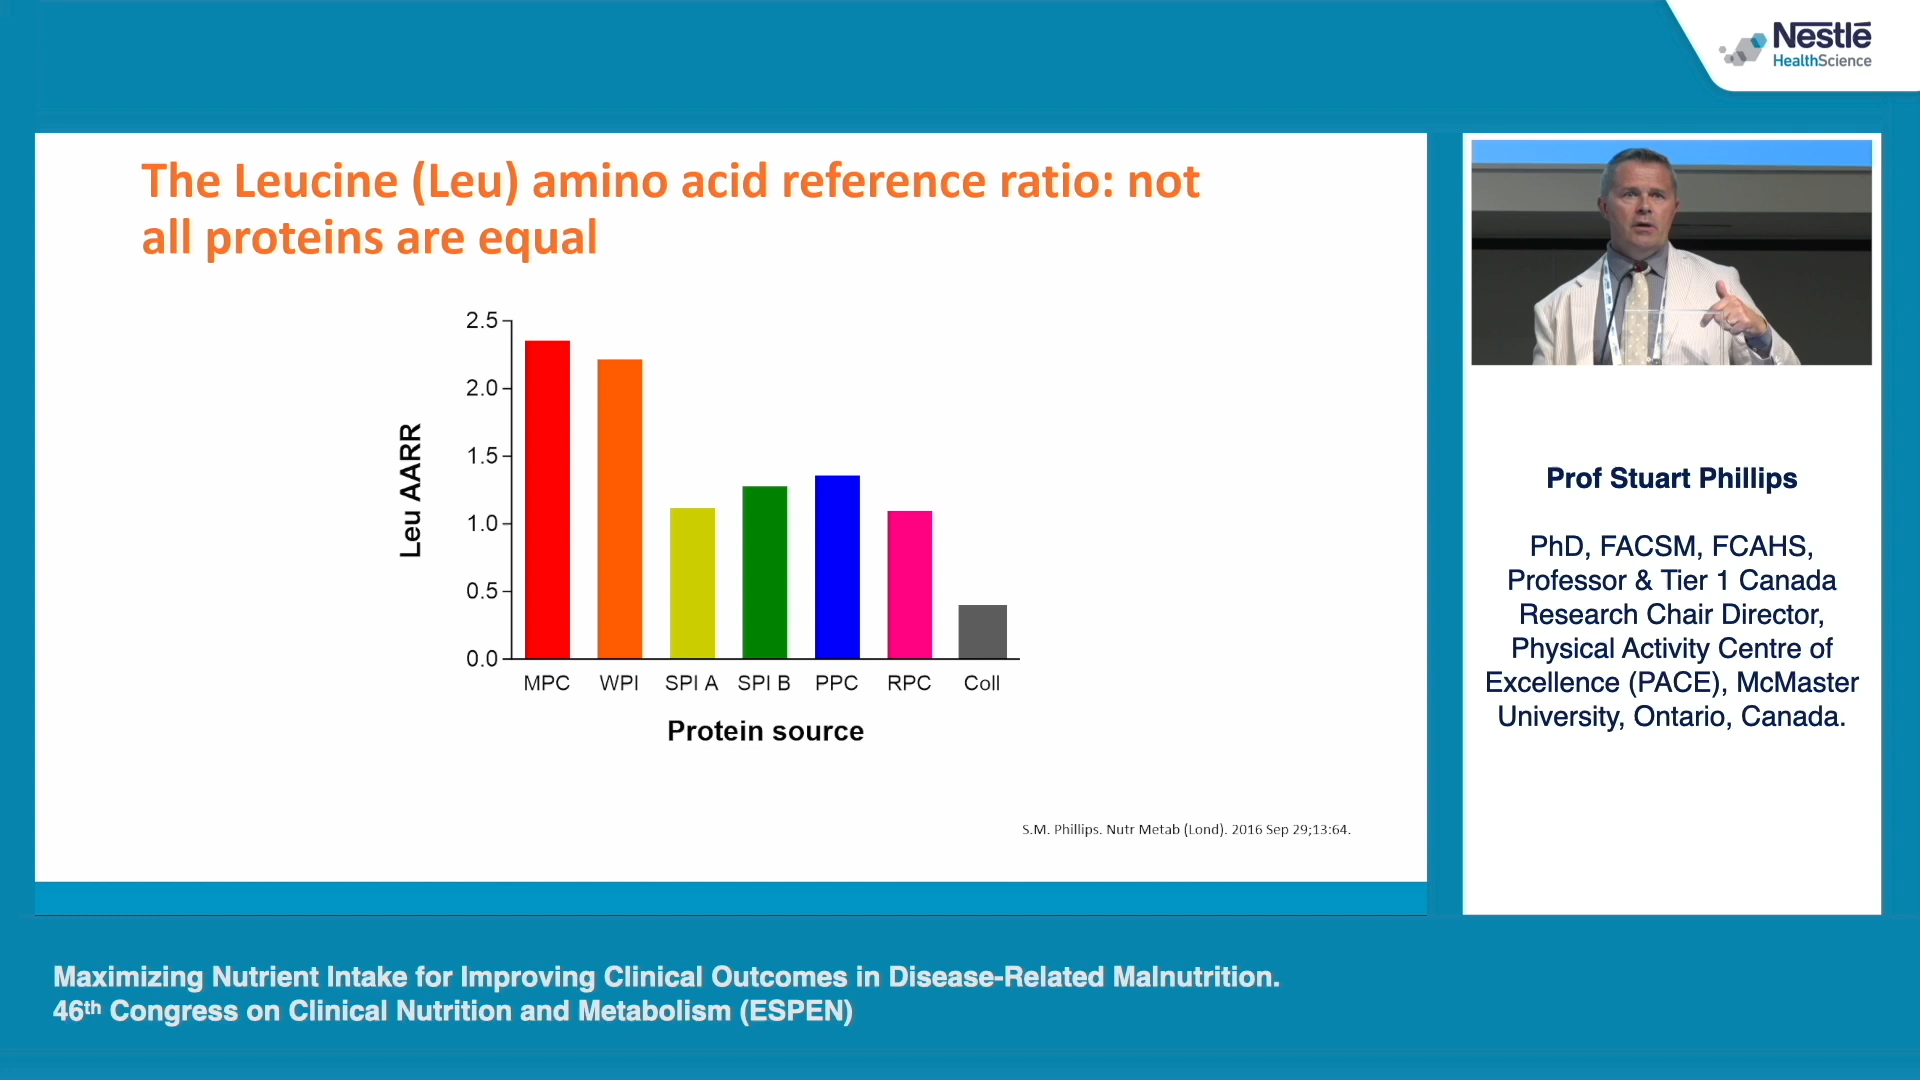 Nestlé
HealthScience
The Leucine (Leu) amino acid reference ratio: not
all proteins are equal
2.5
2.0
1.5
1.0
0.5
0.0
Leu AARR
MPC WPI SPI A SPI B PPC RPC Coll
Protein source
S.M. Phillips. Nutr Metab (Lond). 2016 Sep 29;13:64.
Prof Stuart Phillips
PhD, FACSM, FCAHS,
Professor & Tier 1 Canada
Research Chair Director,
Physical Activity Centre of
Excellence (PACE), McMaster
University, Ontario, Canada.
Maximizing Nutrient Intake for Improving Clinical Outcomes in Disease-Related Malnutrition.
46th Congress on Clinical Nutrition and Metabolism (ESPEN)